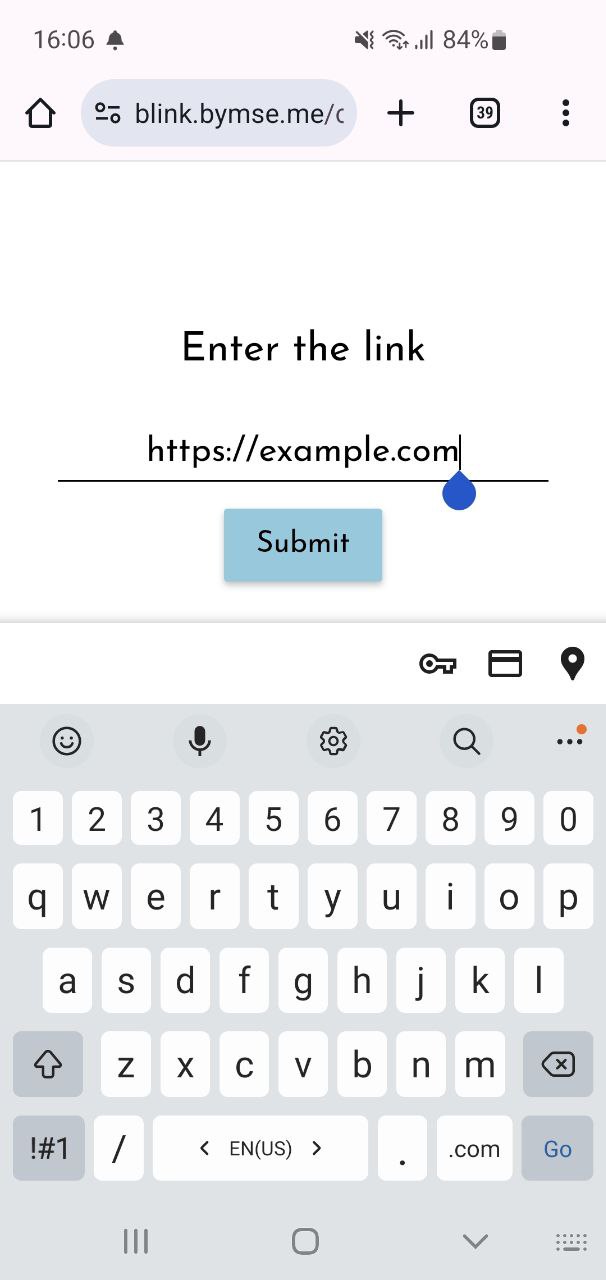 16:06 84%
blink.bymse.me/c 39
Enter the link
https://example.com
Submit
1 2 3 4 5 6 7 8 9 0
q w e r t y u i o p
a s d f g h j k l
z x c v b n m
!#1 / < EN(US) > . .com Go